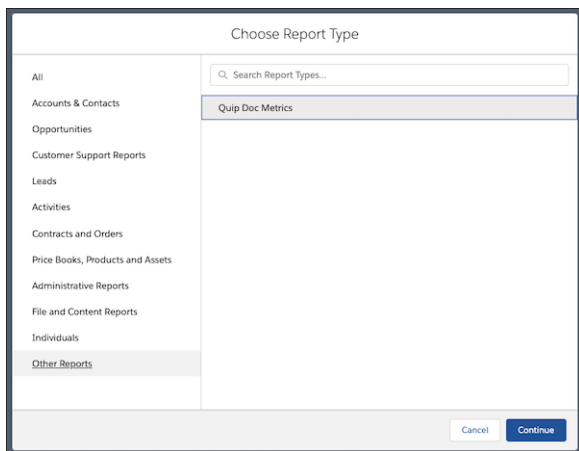 Choose Report Type
All
Accounts & Contacts
Opportunities
Customer Support Reports
Leads
Activities
Contracts and Orders
Price Books, Products and Assets
Administrative Reports
File and Content Reports
Individuals
Other Reports
Search Report Types...
Quip Doc Metrics
Cancel
Continue